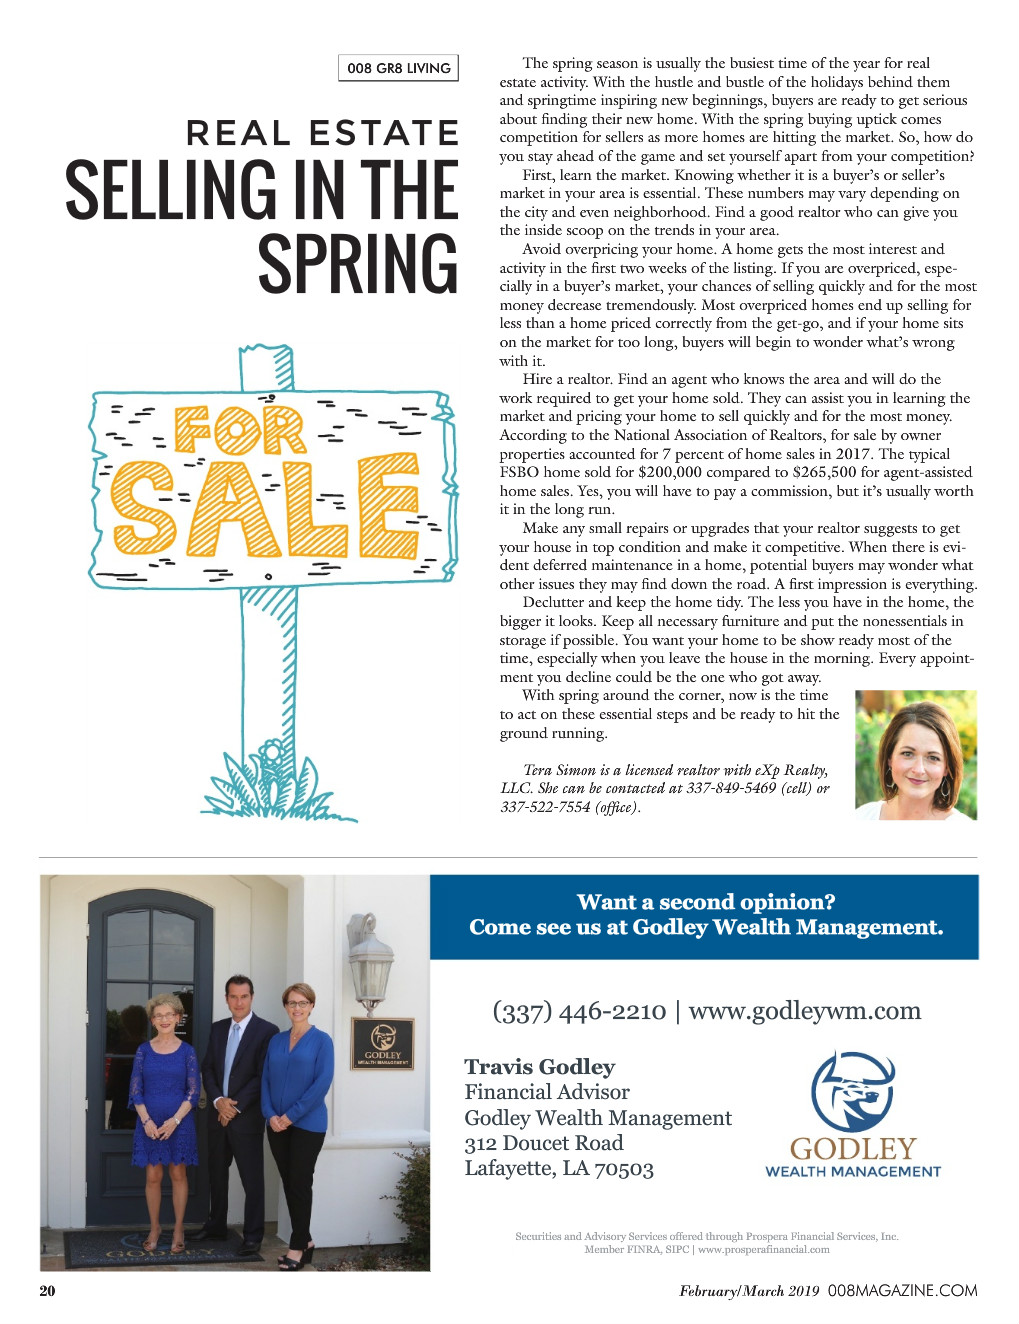 008 GR8 LIVING
REAL ESTATE
SELLING IN THE
SPRING
FOR
SALE
The spring season is usually the busiest time of the year for real
estate activity. With the hustle and bustle of the holidays behind them
and springtime inspiring new beginnings, buyers are ready to get serious
about finding their new home. With the spring buying uptick comes
competition for sellers as more homes are hitting the market. So, how do
you stay ahead of the game and set yourself apart from your competition?
First, learn the market. Knowing whether it is a buyer’s or seller’s
market in your area is essential. These numbers may vary depending on
the city and even neighborhood. Find a good realtor who can give you
the inside scoop on the trends in your area.
Avoid overpricing your home. A home gets the most interest and
activity in the first two weeks of the listing. If you are overpriced, espe-
cially in a buyer’s market, your chances of selling quickly and for the most
money decrease tremendously. Most overpriced homes end up selling for
less than a home priced correctly from the get-go, and if your home sits
on the market for too long, buyers will begin to wonder what’s wrong
with it.
Hire a realtor. Find an agent who knows the area and will do the
work required to get your home sold. They can assist you in learning the
market and pricing your home to sell quickly and for the most money.
According to the National Association of Realtors, for sale by owner
properties accounted for 7 percent of home sales in 2017. The typical
FSBO home sold for $200,000 compared to $265,500 for agent-assisted
home sales. Yes, you will have to pay a commission, but it’s usually worth
it in the long run.
Make any small repairs or upgrades that your realtor suggests to get
your house in top condition and make it competitive. When there is evi-
dent deferred maintenance in a home, potential buyers may wonder what
other issues they may find down the road. A first impression is everything.
Declutter and keep the home tidy. The less you have in the home, the
bigger it looks. Keep all necessary furniture and put the nonessentials in
storage if possible. You want your home to be show ready most of the
time, especially when you leave the house in the morning. Every appoint-
ment you decline could be the one who got away.
With spring around the corner, now is the time
to act on these essential steps and be ready to hit the
ground running.
Tera Simon is a licensed realtor with eXp Realty,
LLC. She can be contacted at 337-849-5469 (cell) or
337-522-7554 (office).
GODLEY
WEALTH MANAGEMENT
GODLEY
Want a second opinion?
Come see us at Godley Wealth Management.
(337) 446-2210 | www.godleywm.com
Travis Godley
Financial Advisor
Godley Wealth Management
312 Doucet Road
Lafayette, LA 70503
GODLEY
WEALTH MANAGEMENT
Securities and Advisory Services offered through Prospera Financial Services, Inc.
Member FINRA, SIPC | www.prosperafinancial.com
20
February/March 2019 008MAGAZINE.COM